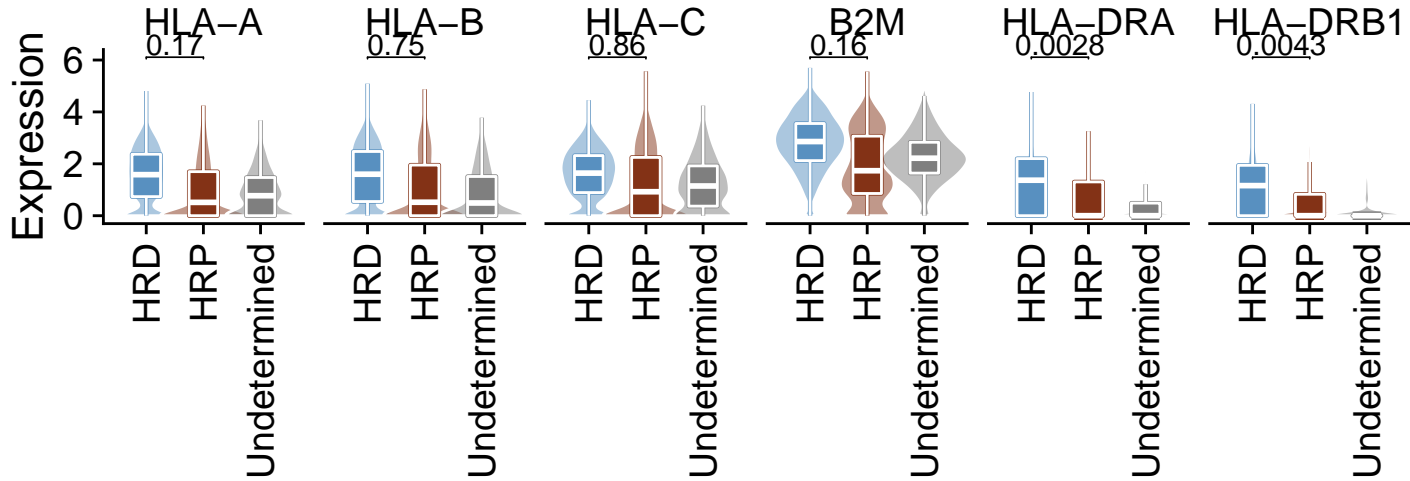 HLA–A HLA–B HLA–C B2M HLA–DRA HLA–DRB1
0.17 0.75 0.86 0.16 0.0028 0.0043
Expression
6
4
2
0
HRD HRP Undetermined HRD HRP Undetermined HRD HRP Undetermined HRD HRP Undetermined HRD HRP Undetermined HRD HRP Undetermined